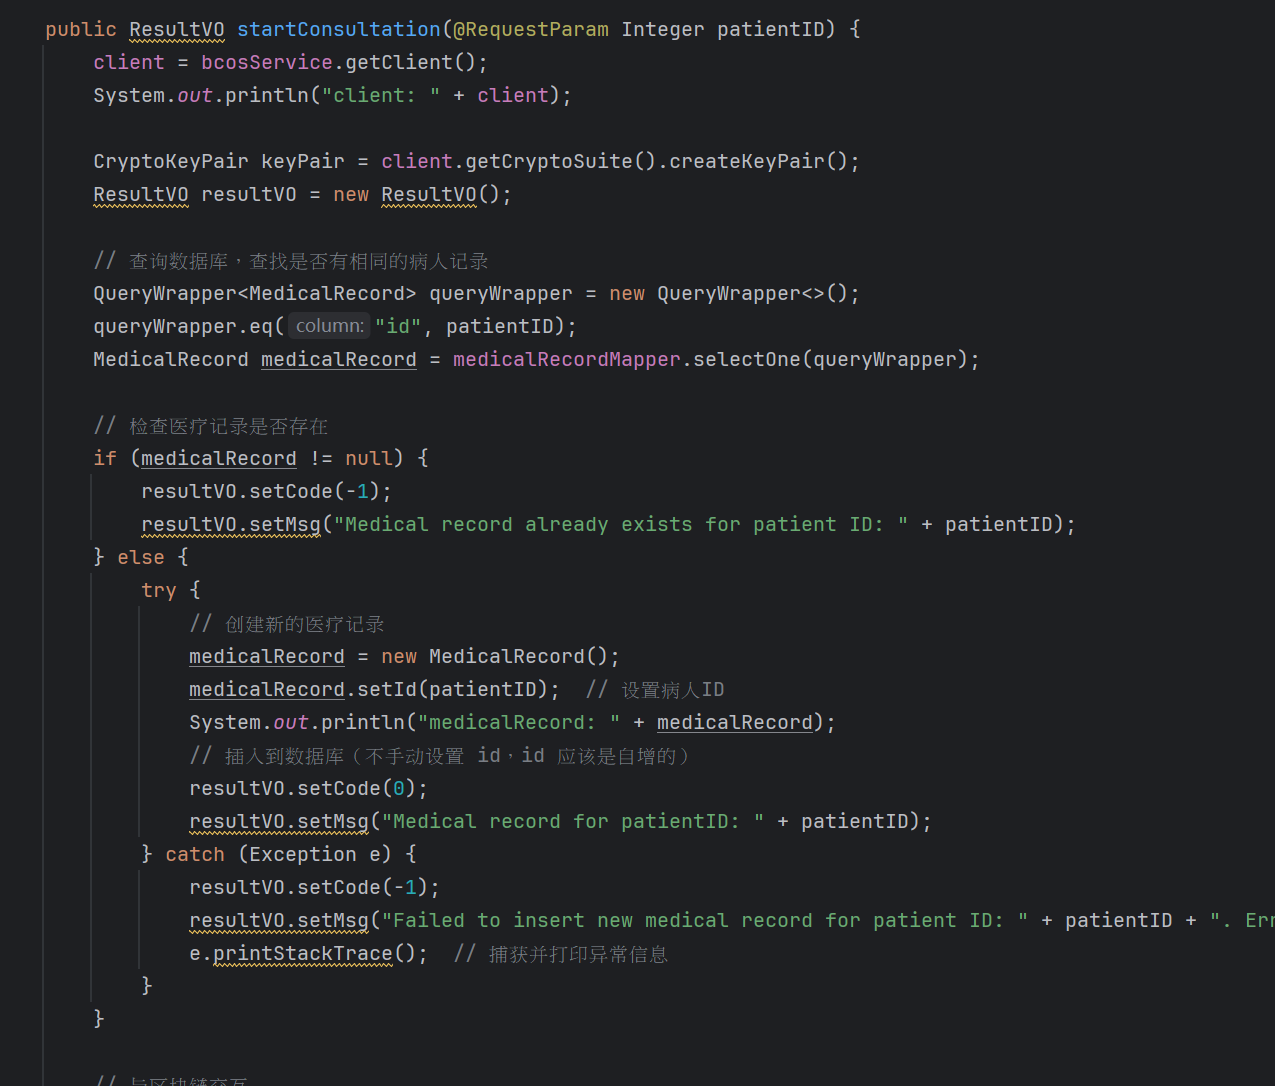 public ResultVO startConsultation(@RequestParam Integer patientID) {
client = bcosService.getClient();
System.out.println("client: " + client);
CryptoKeyPair keyPair = client.getCryptoSuite().createKeyPair();
ResultVO resultVO = new ResultVO();
// 查询数据库，查找是否有相同的病人记录
QueryWrapper<MedicalRecord> queryWrapper = new QueryWrapper<>();
queryWrapper.eq( column: "id", patientID);
MedicalRecord medicalRecord = medicalRecordMapper.selectOne(queryWrapper);
// 检查医疗记录是否存在
if (medicalRecord != null) {
resultVO.setCode(-1);
resultVO.setMsg("Medical record already exists for patient ID: " + patientID);
} else {
try {
// 创建新的医疗记录
medicalRecord = new MedicalRecord();
medicalRecord.setId(patientID);  // 设置病人ID
System.out.println("medicalRecord: " + medicalRecord);
// 插入到数据库（不手动设置 id，id 应该是自增的）
resultVO.setCode(0);
resultVO.setMsg("Medical record for patientID: " + patientID);
} catch (Exception e) {
resultVO.setCode(-1);
resultVO.setMsg("Failed to insert new medical record for patient ID: " + patientID + ". Err
e.printStackTrace();  // 捕获并打印异常信息
}
}
// 与区块链交互